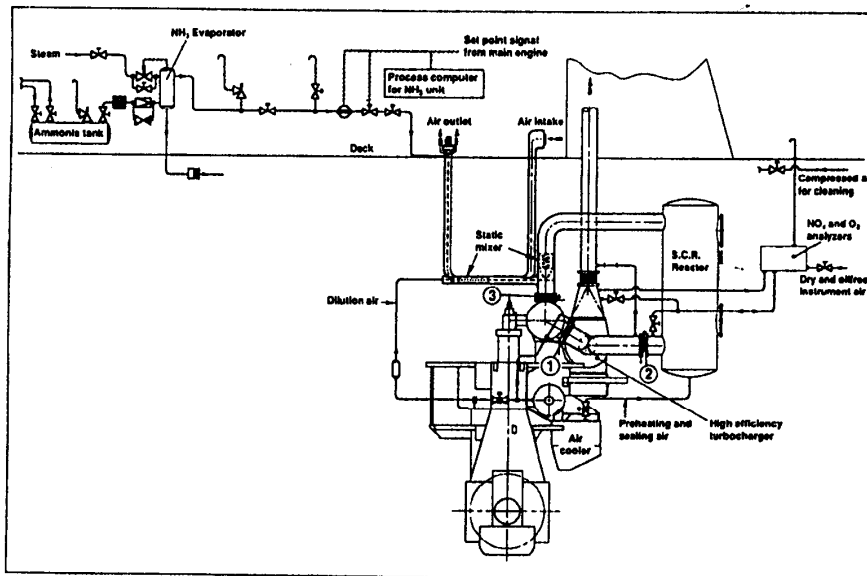 NH₃ Evaporator
Steam
Ammonia tank
Set point signal
from main engine
Process computer
for NH₃ unit
Air outlet
Air intake
Deck
Static
mixer
Dilution air
S.C.R.
Reactor
Compressed a
for cleaning
NOₓ and O₂
analyzers
Dry and oilfree
instrument air
3
1
2
Preheating and
sealing air
High efficiency
turbocharger
Air
cooler